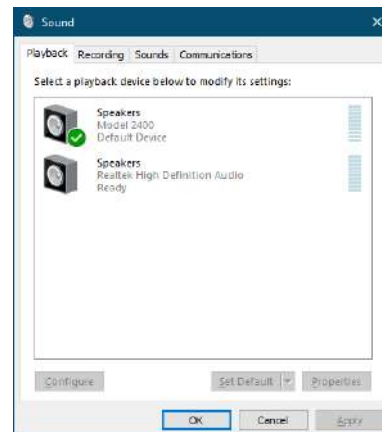 Sound
Playback Recording Sounds Communications
Select a playback device below to modify its settings:
Speakers
Model 2400
Default Device
Speakers
Realtek High Definition Audio
Ready
Configure Set Default Properties
OK Cancel Apply